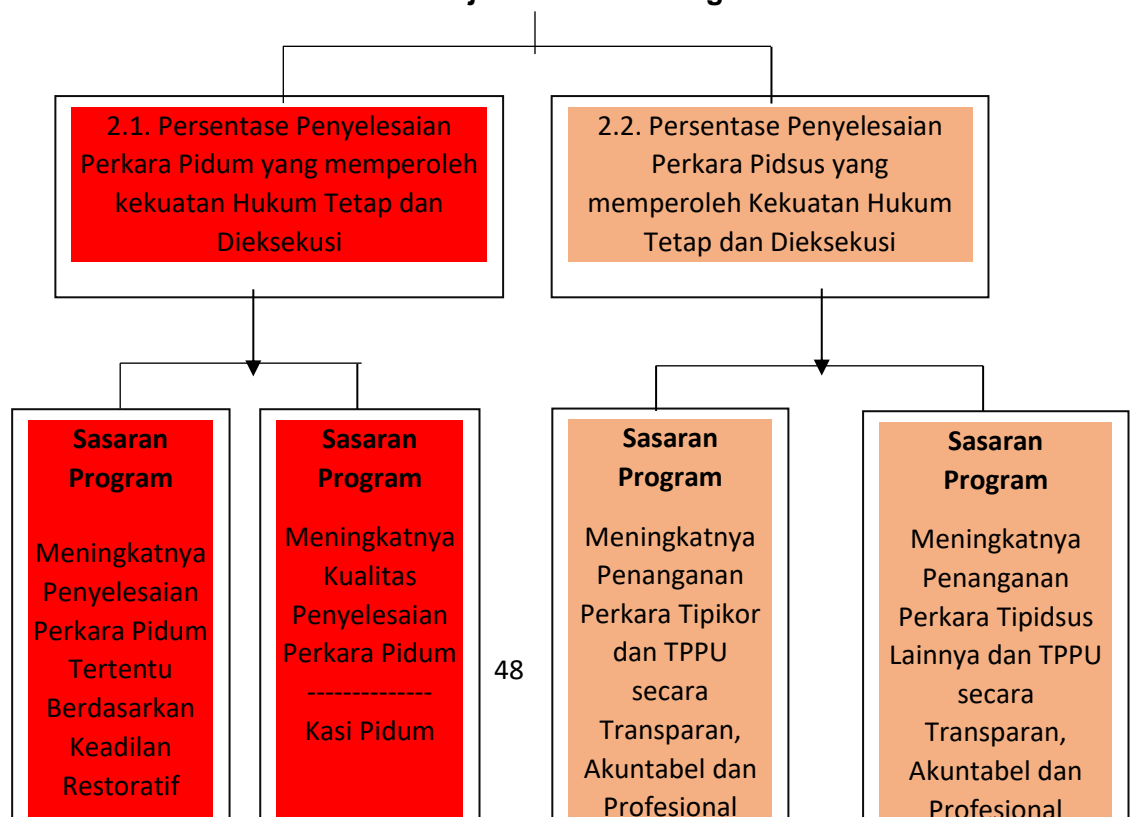 2.1. Persentase Penyelesaian
Perkara Pidum yang memperoleh
kekuatan Hukum Tetap dan
Dieksekusi
2.2. Persentase Penyelesaian
Perkara Pidsus yang
memperoleh Kekuatan Hukum
Tetap dan Dieksekusi
Sasaran
Program
Meningkatnya
Penyelesaian
Perkara Pidum
Tertentu
Berdasarkan
Keadilan
Restoratif
Sasaran
Program
Meningkatnya
Kualitas
Penyelesaian
Perkara Pidum
--------------
Kasi Pidum
48
Sasaran
Program
Meningkatnya
Penanganan
Perkara Tipikor
dan TPPU
secara
Transparan,
Akuntabel dan
Profesional
Sasaran
Program
Meningkatnya
Penanganan
Perkara Tipidsus
Lainnya dan TPPU
secara
Transparan,
Akuntabel dan
Profesional